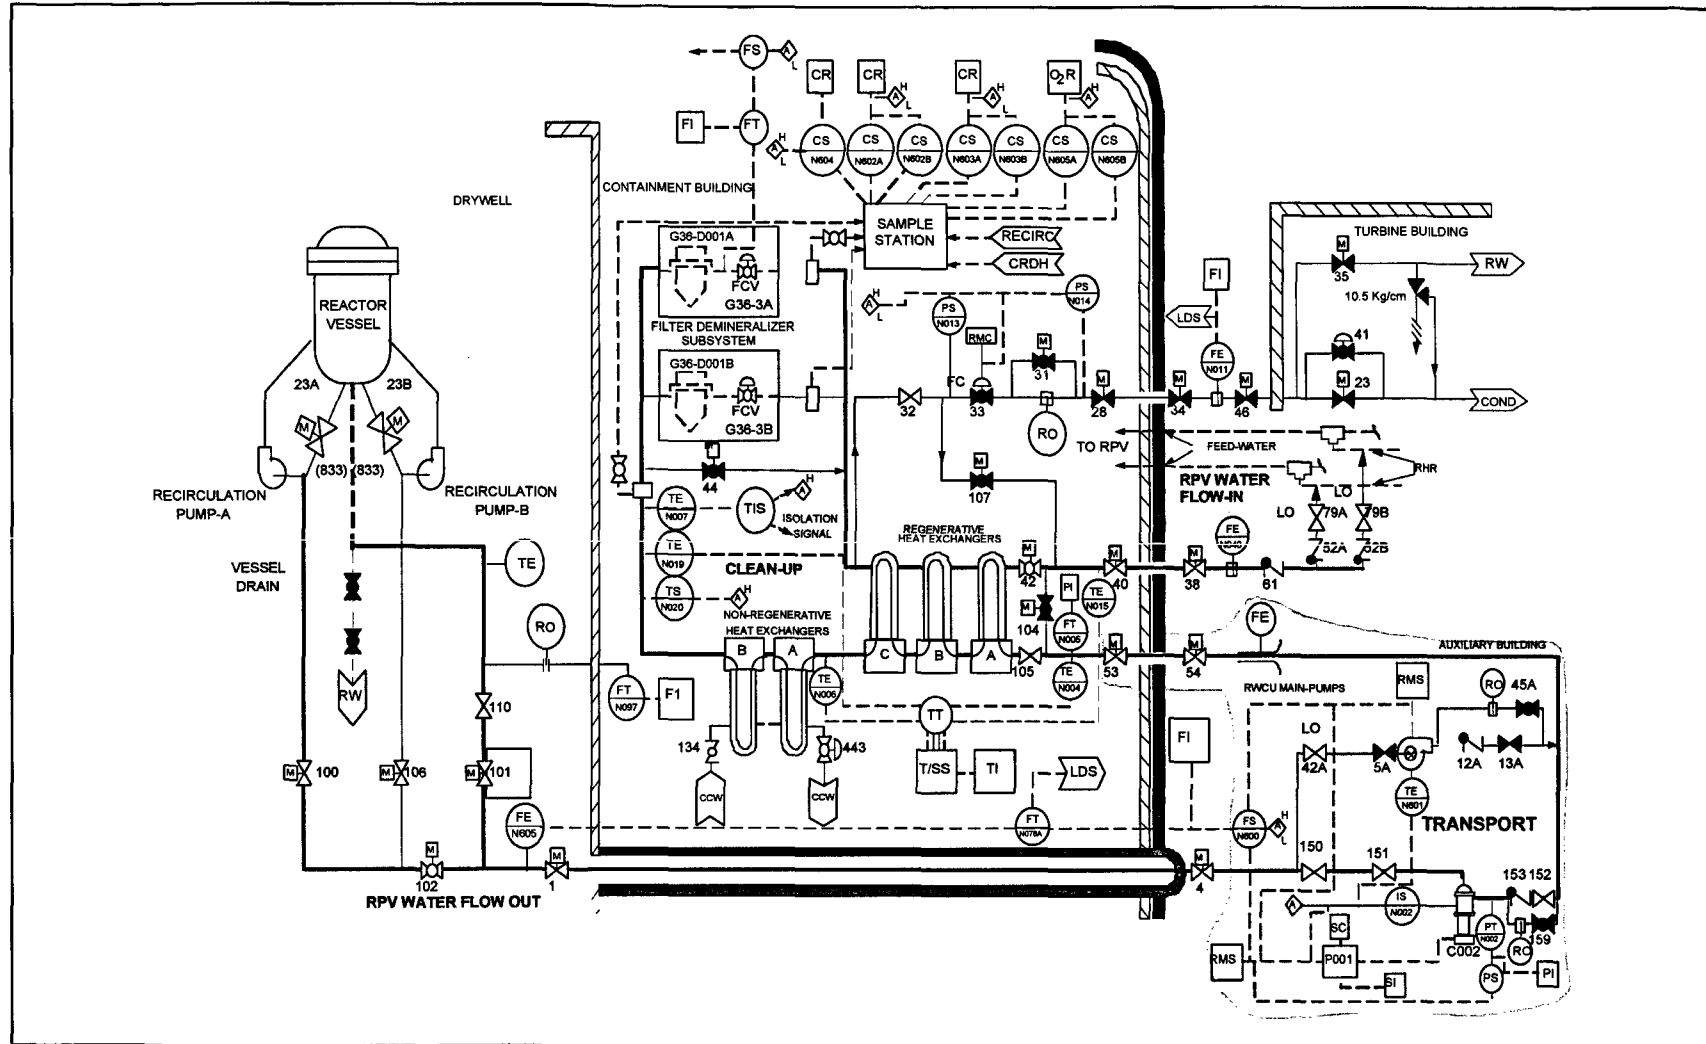 FS
A
L
FI
FT
CR
CR
CR
O2R
H
A
L
H
A
L
A
H
H
A
L
CS
N604
CS
N602A
CS
N602B
CS
N603A
CS
N603B
CS
N605A
CS
N605B
DRYWELL
CONTAINMENT BUILDING
SAMPLE
STATION
RECIRC
CRDH
TURBINE BUILDING
G36-D001A
FCV
G36-3A
FILTER DEMINERALIZER
SUBSYSTEM
G36-D001B
FCV
G36-3B
M
44
REACTOR
VESSEL
23A
23B
M
M
(833)
(833)
RECIRCULATION
PUMP-A
RECIRCULATION
PUMP-B
H
A
L
PS
N013
PS
N014
RMC
FC
33
32
M
31
RO
M
28
M
34
LDS
FI
FE
N011
M
46
M
35
RW
10.5 Kg/cm
41
M
23
COND
TO RPV
FEED-WATER
RHR
RPV WATER
FLOW-IN
LO
LO
79A
79B
52A
52B
M
107
TE
N007
TIS
H
A
ISOLATION
SIGNAL
TE
N019
CLEAN-UP
TS
N020
H
A
REGENERATIVE
HEAT EXCHANGERS
C
B
A
M
42
M
40
M
38
FE
N040
61
M
104
PI
FT
N005
TE
N015
105
TE
N004
M
53
M
54
FE
NON-REGENERATIVE
HEAT EXCHANGERS
B
A
TE
N006
134
443
CCW
CCW
TT
T/SS
TI
FT
N076A
LDS
VESSEL
DRAIN
TE
RW
RO
FT
N097
F1
110
M
100
M
106
M
101
FE
N605
M
102
M
1
RPV WATER FLOW OUT
M
4
AUXILIARY BUILDING
RWCU MAIN-PUMPS
RMS
RO
45A
FI
LO
42A
5A
12A
13A
TE
N601
TRANSPORT
FS
N600
A
H
L
150
151
153
152
A
IS
N002
SC
P001
SI
RMS
C002
PT
N002
RO
159
PS
PI